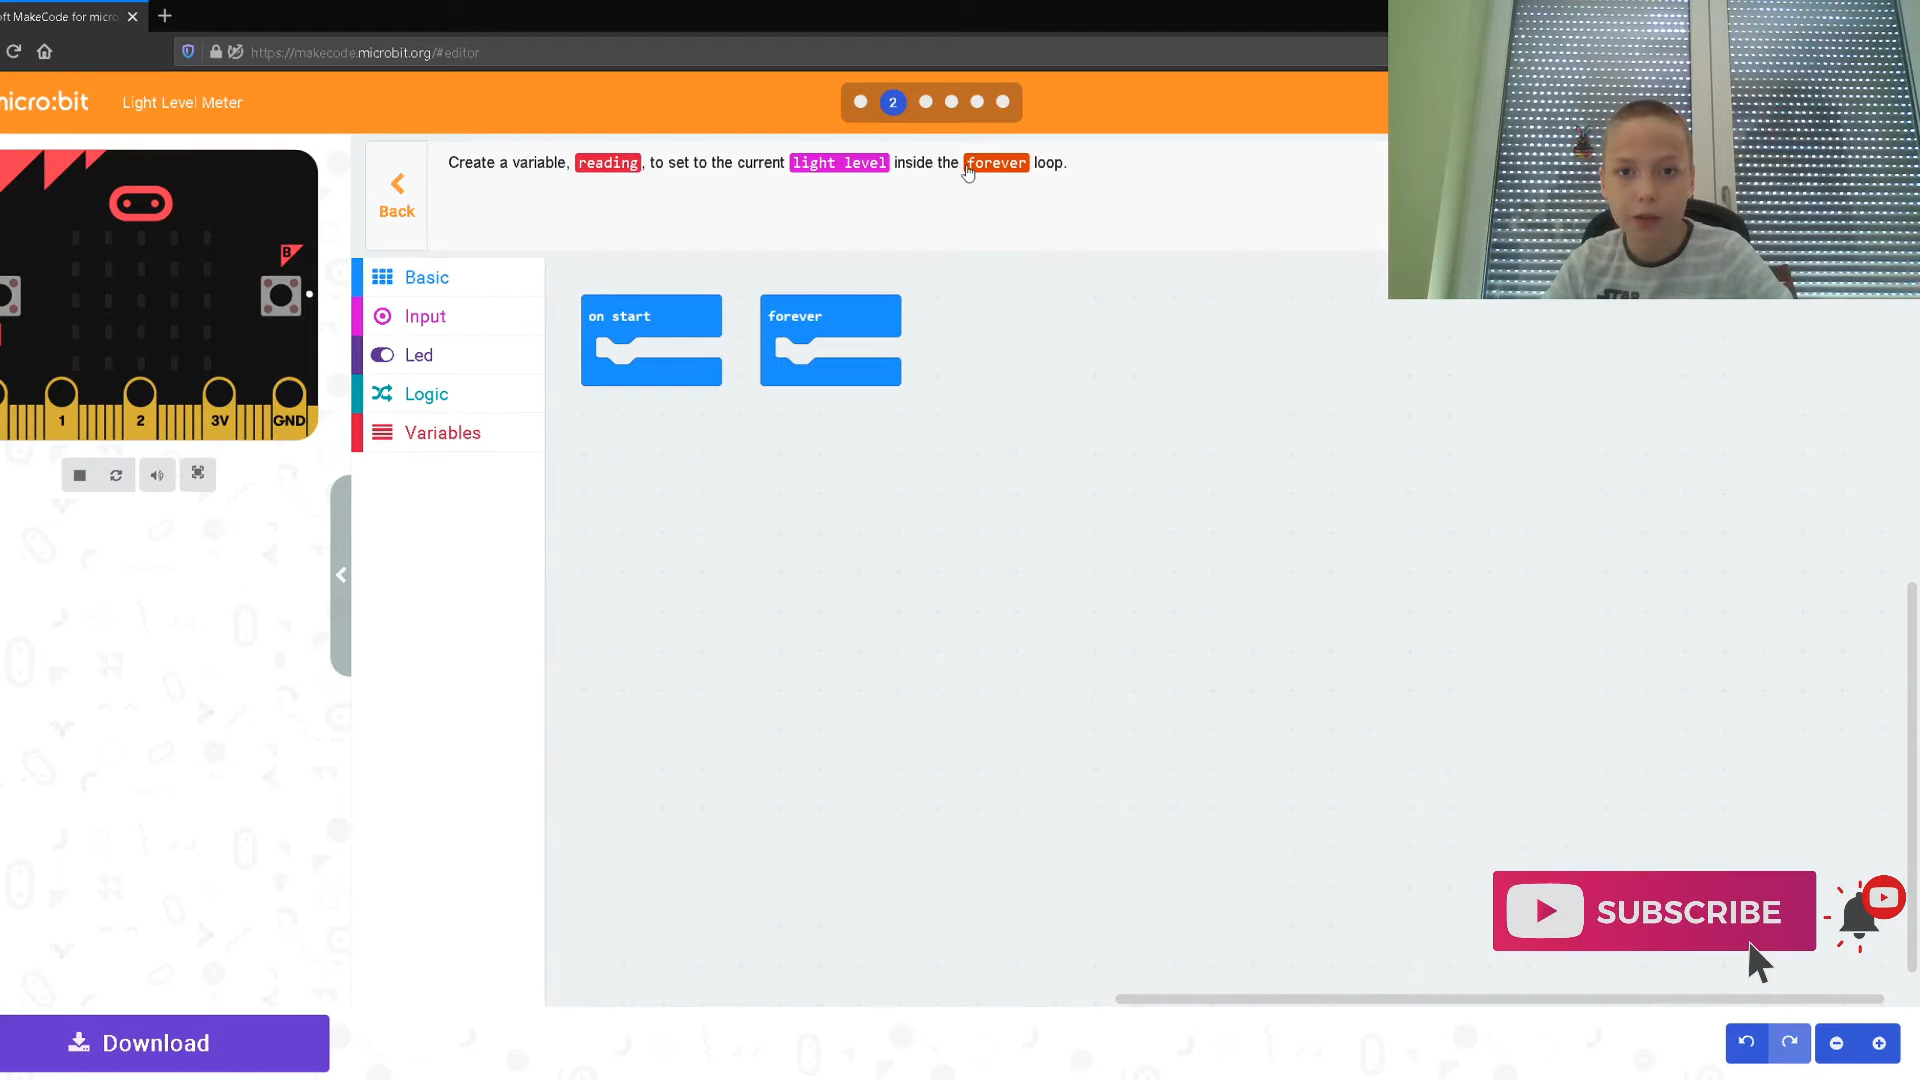 oft MakeCode for micro
https://makecode.microbit.org/#editor
micro:bit
Light Level Meter
2
Back
Create a variable, reading, to set to the current light level inside the forever loop.
B
1
2
3V
GND
Basic
Input
Led
Logic
Variables
on start
forever
SUBSCRIBE
Download